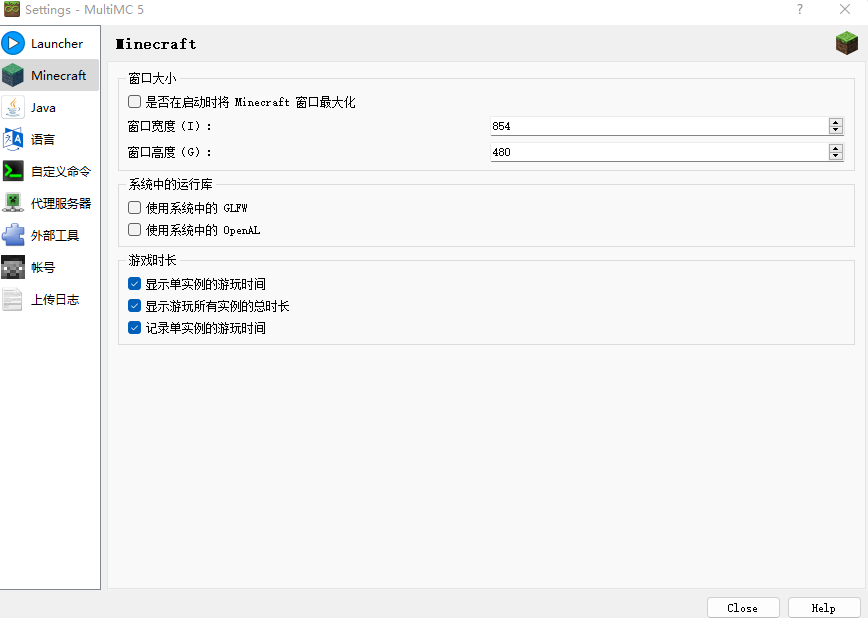 Settings - MultiMC 5
?
Launcher
Minecraft
Java
语言
自定义命令
代理服务器
外部工具
帐号
上传日志
Minecraft
窗口大小
是否在启动时将 Minecraft 窗口最大化
窗口宽度（I）： 854
窗口高度（G）： 480
系统中的运行库
使用系统中的 GLFW
使用系统中的 OpenAL
游戏时长
显示单实例的游玩时间
显示游玩所有实例的总时长
记录单实例的游玩时间
Close Help